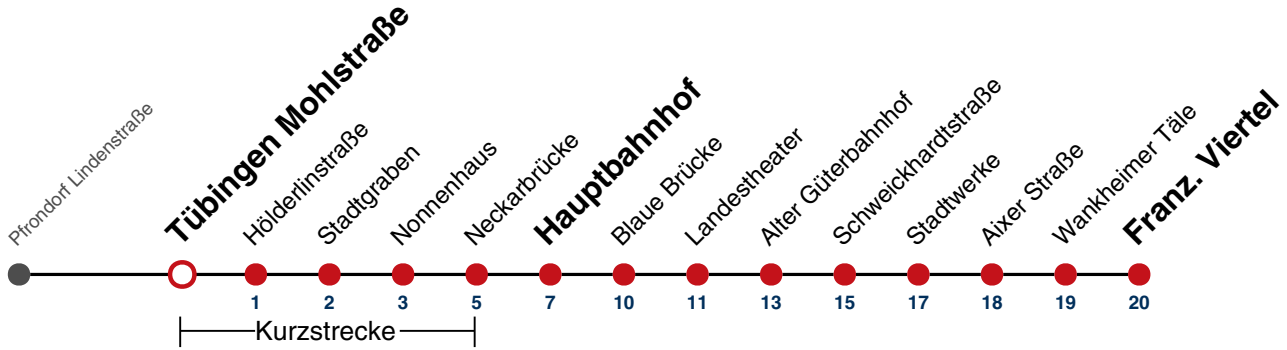 Pfrondorf Lindenstraße
Tübingen Mohlstraße
Hölderlinstraße
Stadtgraben
Nonnenhaus
Neckarbrücke
Hauptbahnhof
Blaue Brücke
Landestheater
Alter Güterbahnhof
Schweickhardtstraße
Stadtwerke
Aixer Straße
Wankheimer Täle
Franz. Viertel
1 2 3 5 7 10 11 13 15 17 18 19 20
Kurzstrecke